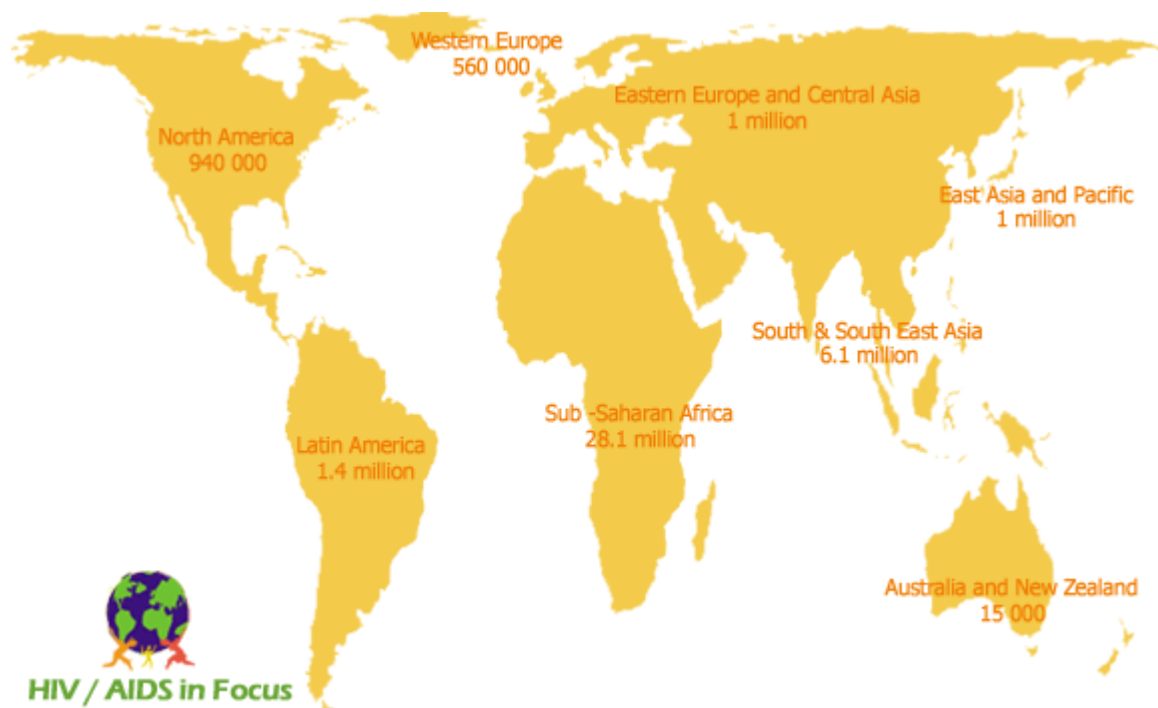 Western Europe
560 000
Eastern Europe and Central Asia
1 million
North America
940 000
East Asia and Pacific
1 million
South & South East Asia
6.1 million
Sub -Saharan Africa
28.1 million
Latin America
1.4 million
Australia and New Zealand
15 000
HIV / AIDS in Focus